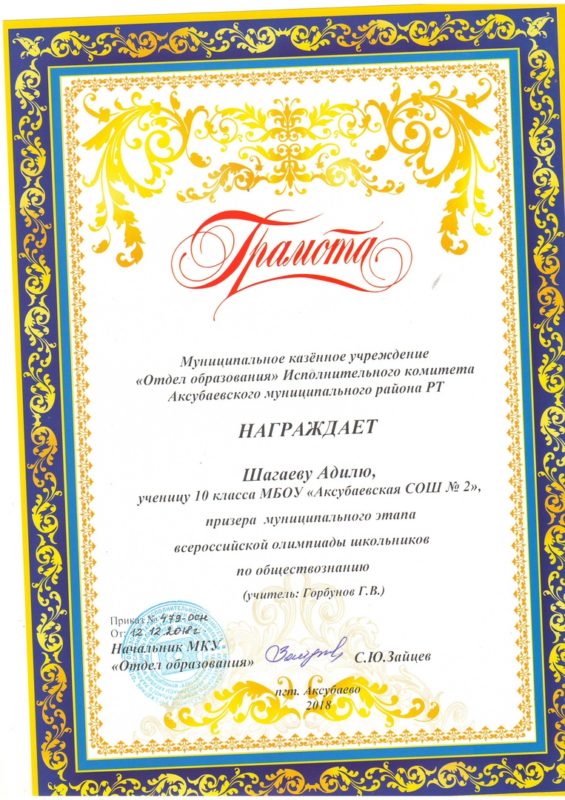 Грамота
Муниципальное казённое учреждение
«Отдел образования» Исполнительного комитета
Аксубаевского муниципального района РТ
НАГРАЖДАЕТ
Шагаеву Адилю,
ученицу 10 класса МБОУ «Аксубаевская СОШ № 2»,
призера муниципального этапа
всероссийской олимпиады школьников
по обществознанию
(учитель: Горбунов Г.В.)
Приказ № 479-осн
От: 12.12.2018г
Начальник МКУ
«Отдел образования» С.Ю.Зайцев
пгт. Аксубаево
2018